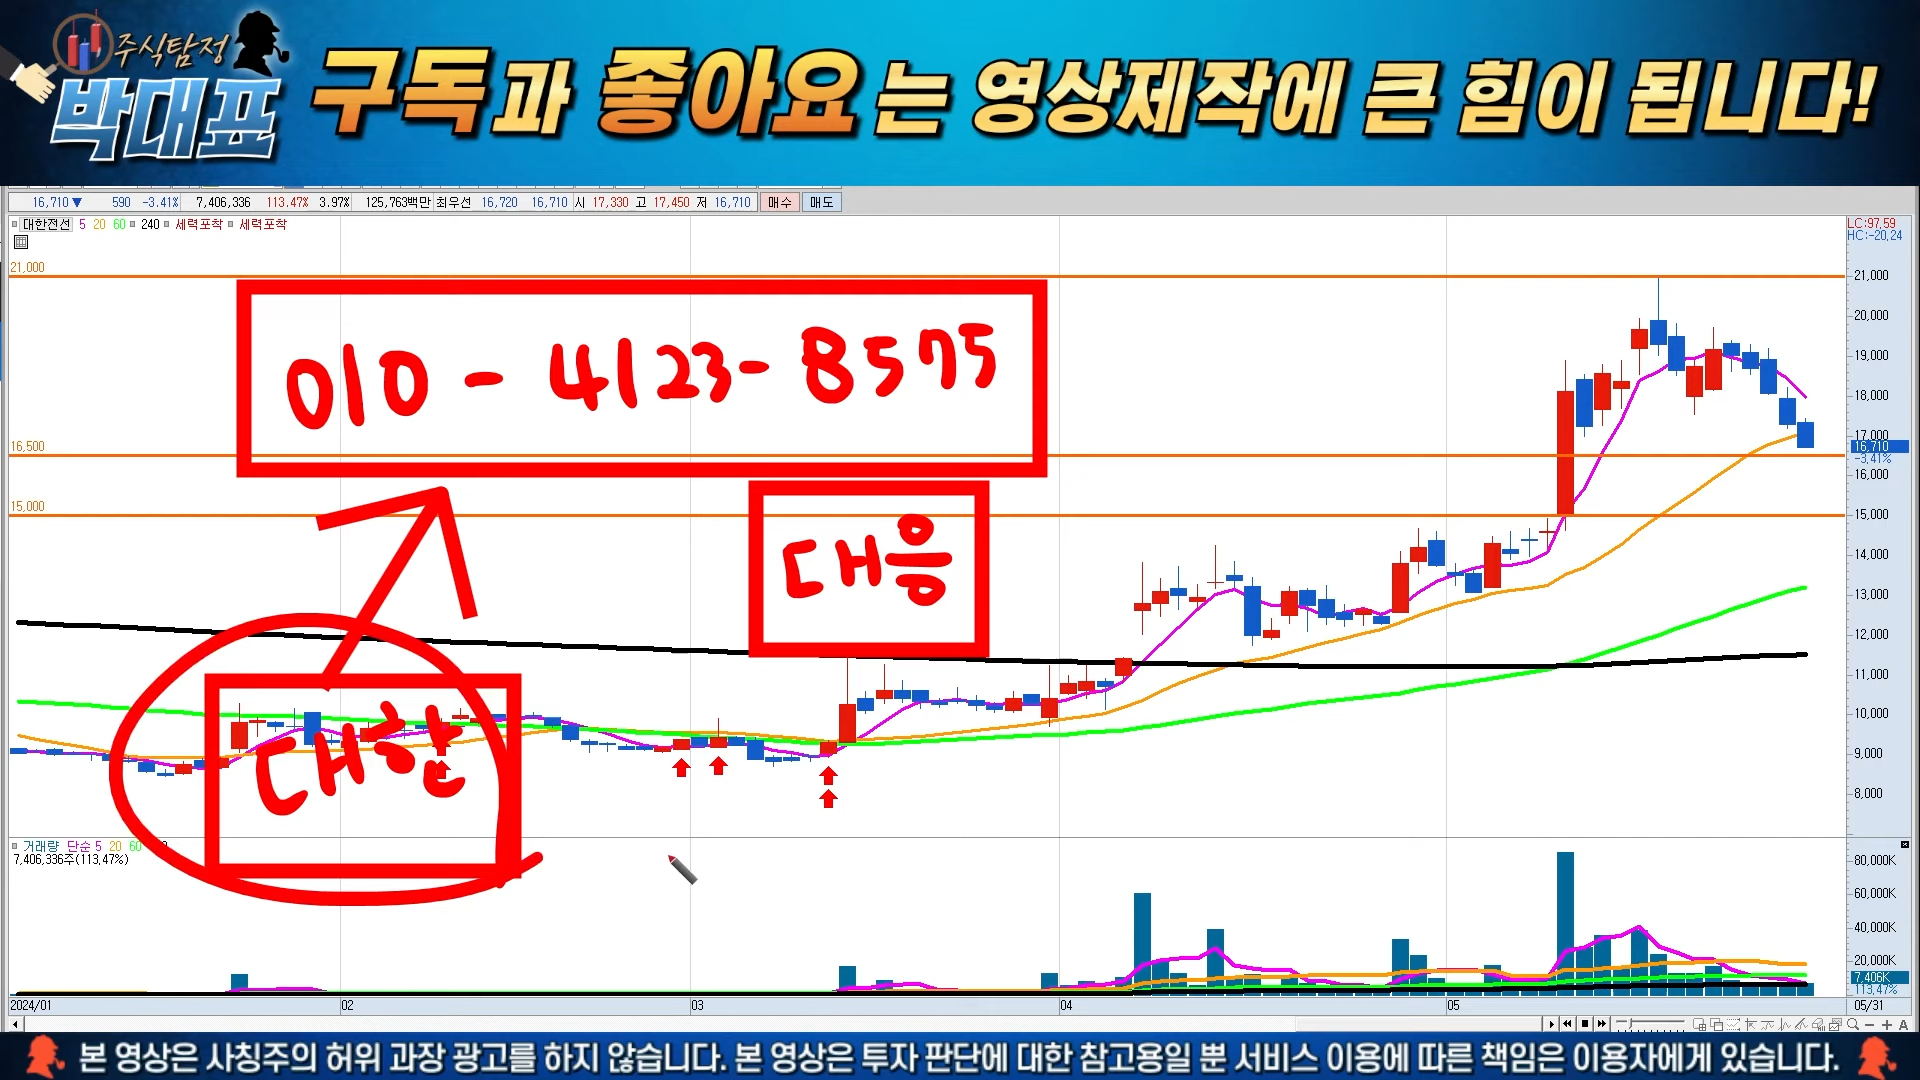 주식탐정
박대표
구독과 좋아요는 영상제작에 큰 힘이 됩니다!
16,710 ▼ 590 -3.41% 7,406,336 113.47% 3.97% 125,763백만 최우선 16,720 16,710 시 17,330 고 17,450 저 16,710 매수 매도
대한전선 5 20 60 240 세력포착 세력포착
LC:97.59
HC:-20.24
21,000
21,000
20,000
19,000
18,000
17,000
16,500
16,710
-3.41%
16,000
15,000
15,000
14,000
13,000
12,000
11,000
10,000
9,000
8,000
010 - 4123 - 8575
대응
대한
거래량 단순 5 20 60
7,406,336주(113.47%)
80,000K
60,000K
40,000K
20,000K
7,406K
113.47%
2024/01 02 03 04 05 05/31
본 영상은 사칭주의 허위 과장 광고를 하지 않습니다. 본 영상은 투자 판단에 대한 참고용일 뿐 서비스 이용에 따른 책임은 이용자에게 있습니다.